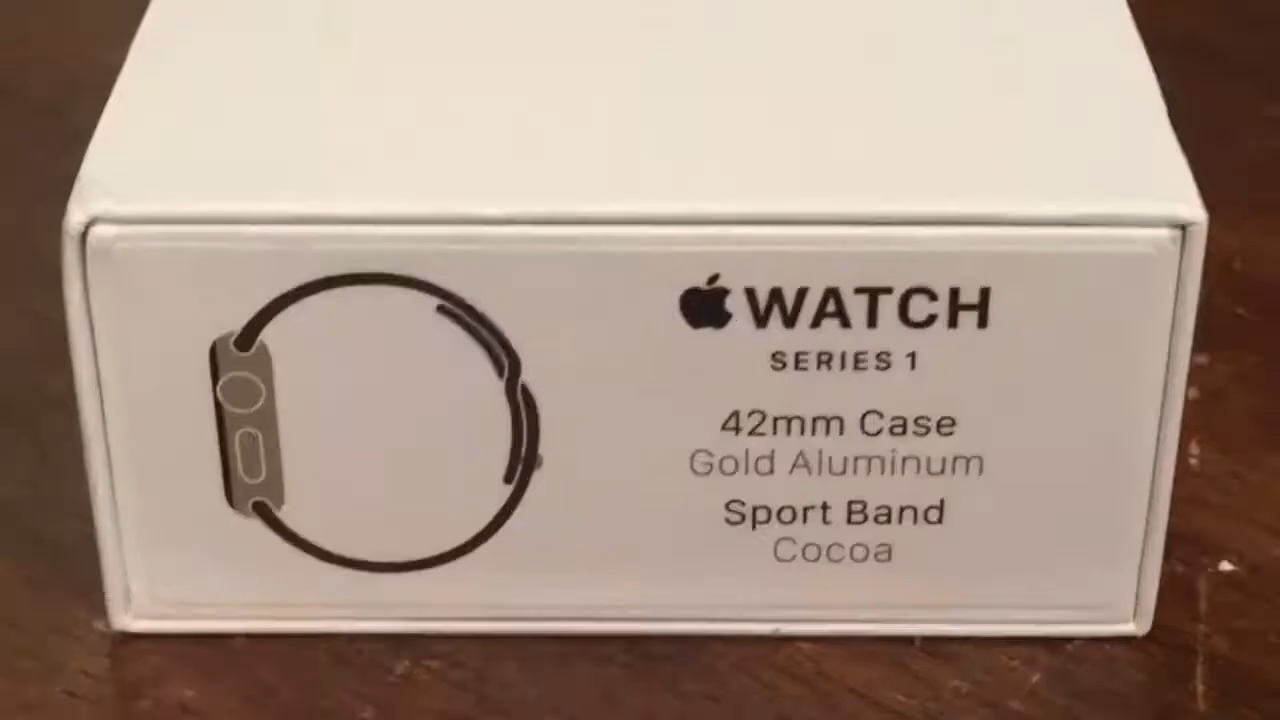 WATCH
SERIES 1
42mm Case
Gold Aluminum
Sport Band
Cocoa